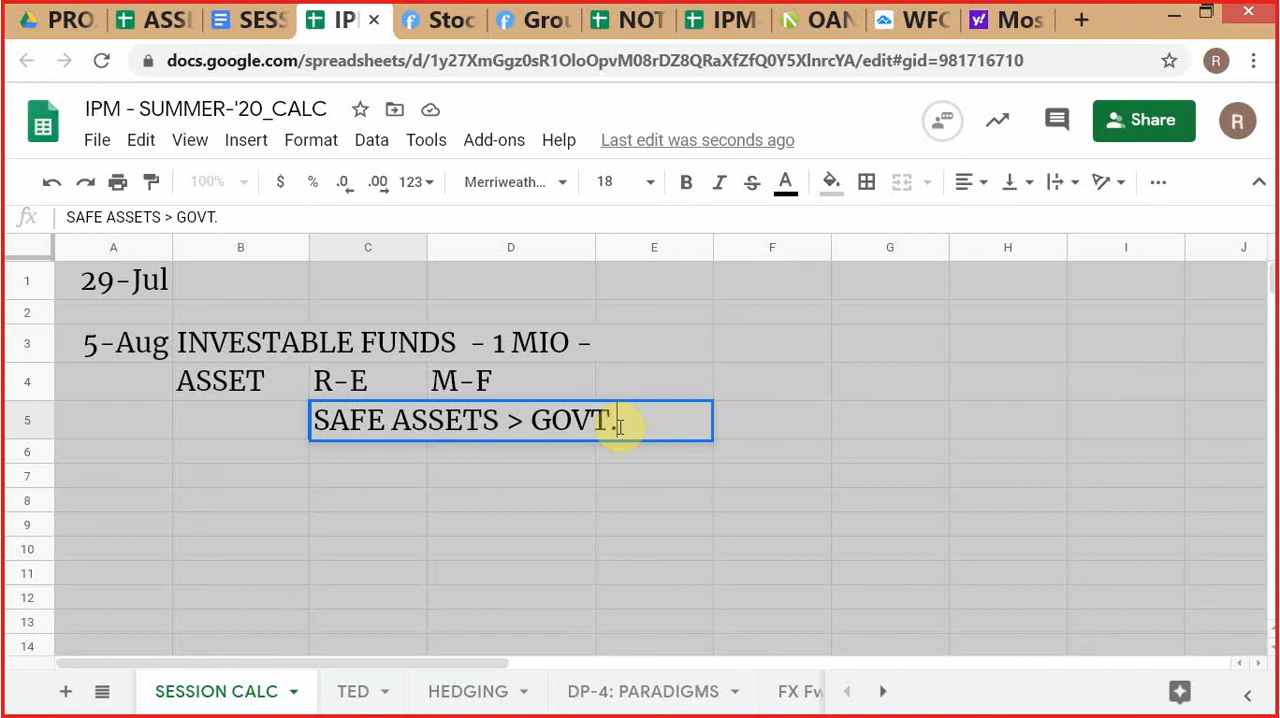 PRO ASSE SESS IP× Stoc Grou NOT IPM- OAN WFC Mos
docs.google.com/spreadsheets/d/1y27XmGgz0sR1OloOpvM08rDZ8QRaXfZfQ0Y5XlnrcYA/edit#gid=981716710 R
IPM - SUMMER-'20_CALC
File Edit View Insert Format Data Tools Add-ons Help Last edit was seconds ago Share R
100% $ % .0 .00 123 Merriweath... 18 B I S A
fx SAFE ASSETS > GOVT.
A B C D E F G H I J
1 29-Jul
2
3 5-Aug INVESTABLE FUNDS - 1 MIO -
4 ASSET R-E M-F
5 SAFE ASSETS > GOVT.
6
7
8
9
10
11
12
13
14
SESSION CALC TED HEDGING DP-4: PARADIGMS FX Fw